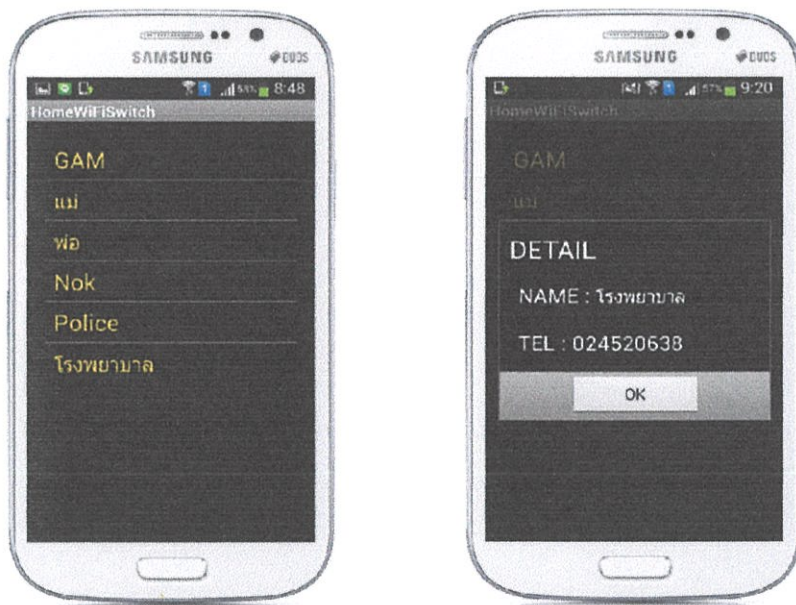 SAMSUNG
DUOS
8:48
HomeWiFiSwitch
GAM
แม่
พ่อ
Nok
Police
โรงพยาบาล
SAMSUNG
DUOS
57% 9:20
HomeWiFiSwitch
GAM
แม่
DETAIL
NAME : โรงพยาบาล
TEL : 024520638
OK